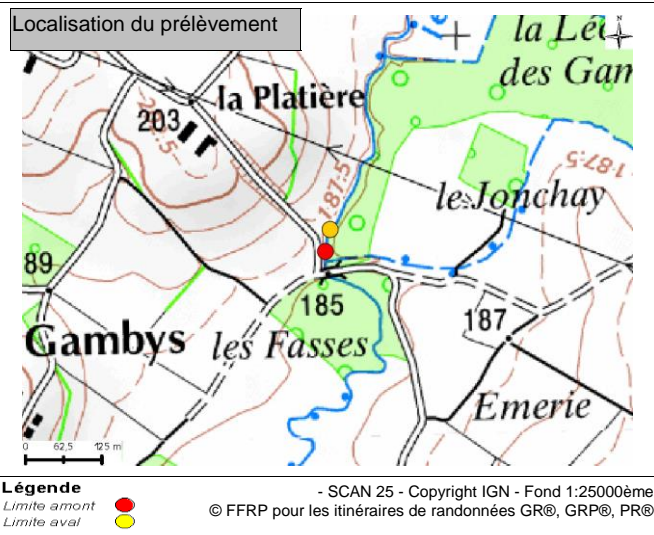 Localisation du prélèvement
des Gam
la Platière
203
187.5
le Jonchay
187.5
89
185
187
Gambys
les Fasses
Emerie
0 62,5 125 m
Légende
Limite amont
Limite aval
- SCAN 25 - Copyright IGN - Fond 1:25000ème
© FFRP pour les itinéraires de randonnées GR®, GRP®, PR®